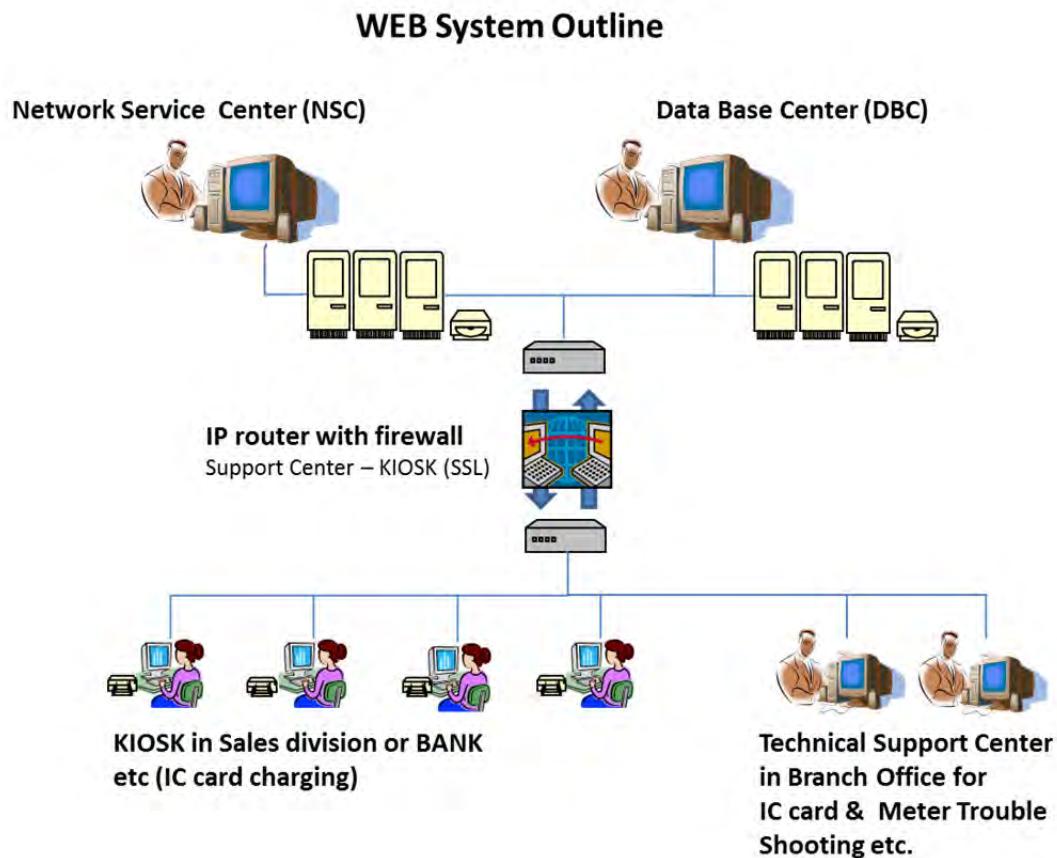 WEB System Outline
Network Service Center (NSC)
Data Base Center (DBC)
IP router with firewall
Support Center – KIOSK (SSL)
KIOSK in Sales division or BANK
etc (IC card charging)
Technical Support Center
in Branch Office for
IC card & Meter Trouble
Shooting etc.